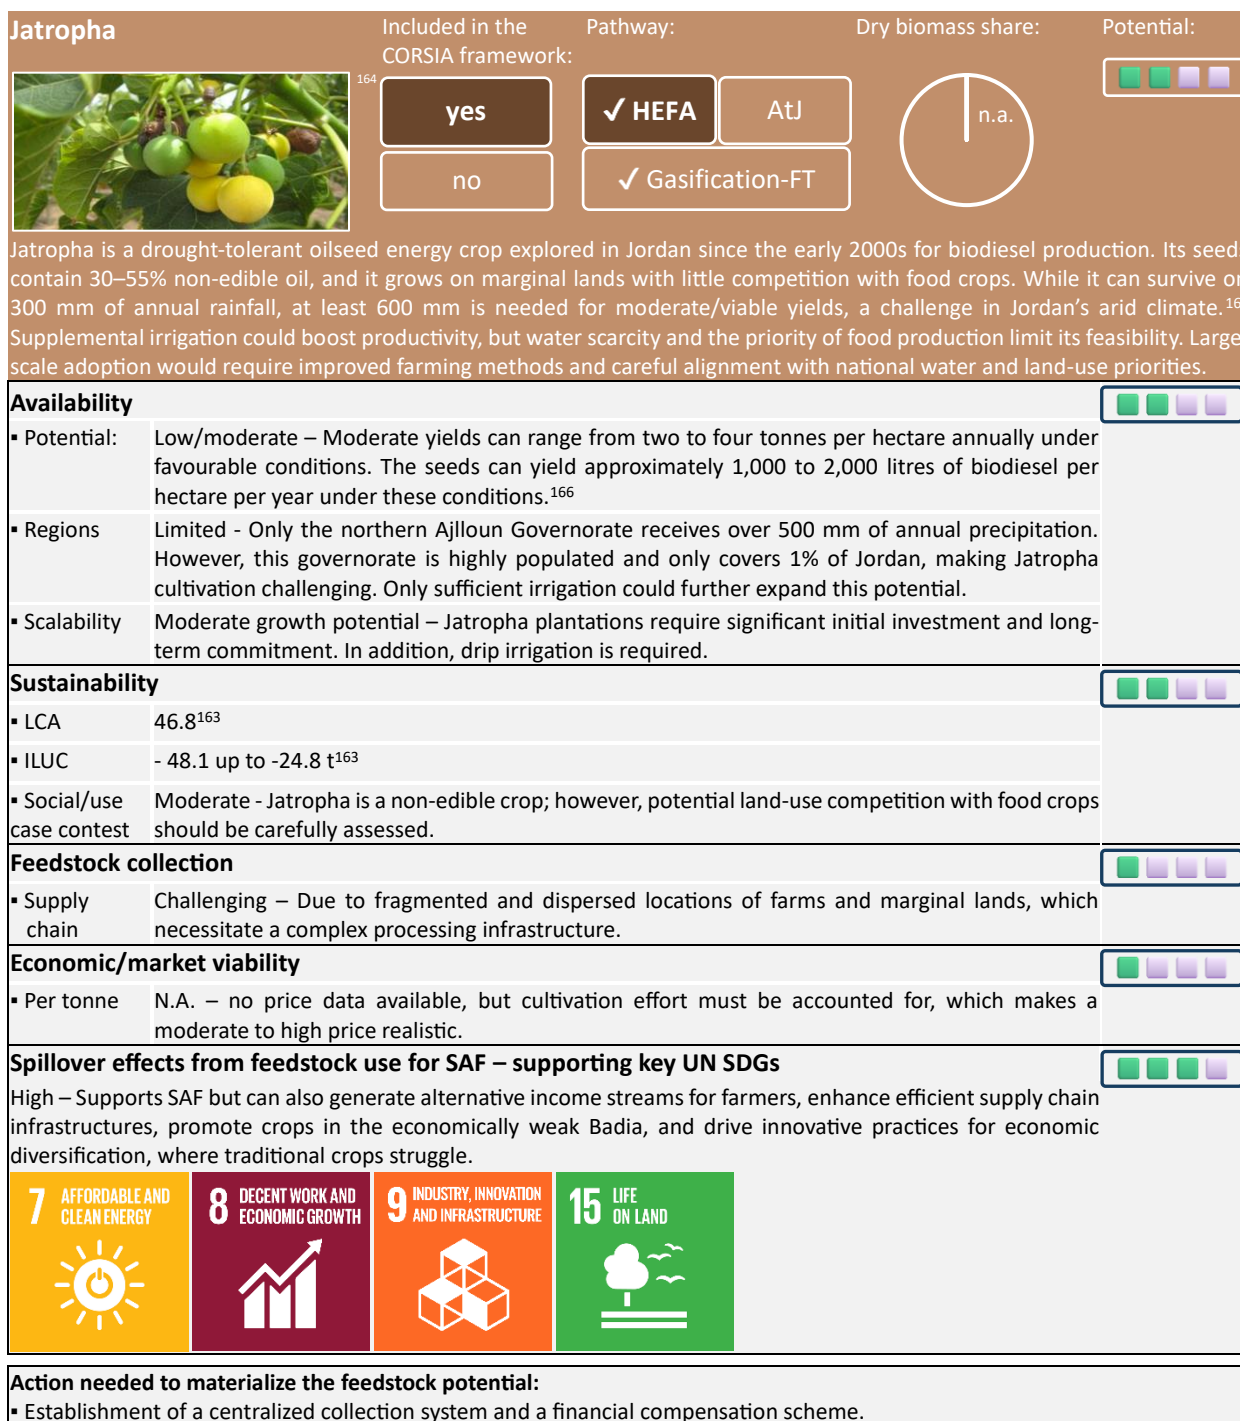 Jatropha
Included in the
CORSIA framework:
Pathway:
Dry biomass share:
Potential:
164
yes
✓ HEFA
AtJ
n.a.
no
✓ Gasification-FT
Jatropha is a drought-tolerant oilseed energy crop explored in Jordan since the early 2000s for biodiesel production. Its seed
contain 30–55% non-edible oil, and it grows on marginal lands with little competition with food crops. While it can survive o
300 mm of annual rainfall, at least 600 mm is needed for moderate/viable yields, a challenge in Jordan's arid climate.16
Supplemental irrigation could boost productivity, but water scarcity and the priority of food production limit its feasibility. Large
scale adoption would require improved farming methods and careful alignment with national water and land-use priorities.
Availability
▪ Potential: Low/moderate – Moderate yields can range from two to four tonnes per hectare annually under
favourable conditions. The seeds can yield approximately 1,000 to 2,000 litres of biodiesel per
hectare per year under these conditions.166
▪ Regions Limited - Only the northern Ajlloun Governorate receives over 500 mm of annual precipitation.
However, this governorate is highly populated and only covers 1% of Jordan, making Jatropha
cultivation challenging. Only sufficient irrigation could further expand this potential.
▪ Scalability Moderate growth potential – Jatropha plantations require significant initial investment and long-
term commitment. In addition, drip irrigation is required.
Sustainability
▪ LCA 46.8163
▪ ILUC - 48.1 up to -24.8 t163
▪ Social/use Moderate - Jatropha is a non-edible crop; however, potential land-use competition with food crops
case contest should be carefully assessed.
Feedstock collection
▪ Supply Challenging – Due to fragmented and dispersed locations of farms and marginal lands, which
chain necessitate a complex processing infrastructure.
Economic/market viability
▪ Per tonne N.A. – no price data available, but cultivation effort must be accounted for, which makes a
moderate to high price realistic.
Spillover effects from feedstock use for SAF – supporting key UN SDGs
High – Supports SAF but can also generate alternative income streams for farmers, enhance efficient supply chain
infrastructures, promote crops in the economically weak Badia, and drive innovative practices for economic
diversification, where traditional crops struggle.
7 AFFORDABLE AND
CLEAN ENERGY
8 DECENT WORK AND
ECONOMIC GROWTH
9 INDUSTRY, INNOVATION
AND INFRASTRUCTURE
15 LIFE
ON LAND
Action needed to materialize the feedstock potential:
▪ Establishment of a centralized collection system and a financial compensation scheme.